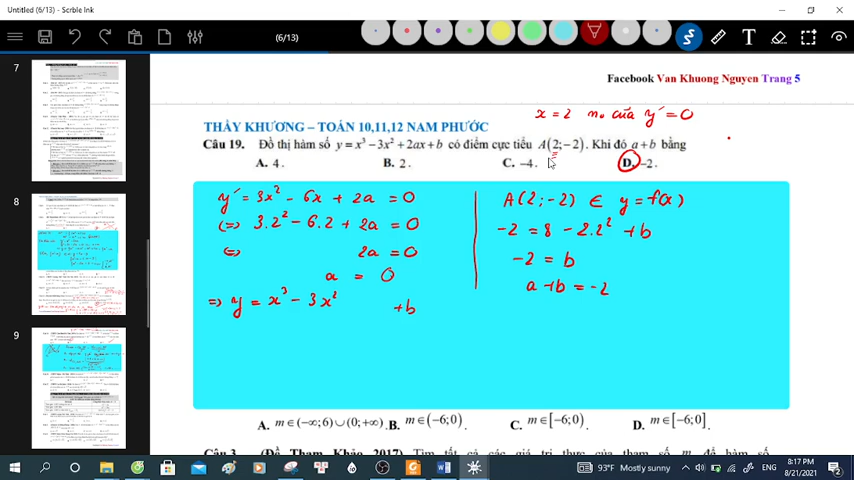 Untitled (6/13) - Scrble Ink
(6/13)
7
8
9
Facebook Van Khuong Nguyen Trang 5
x = 2 no của y' = 0
THẦY KHƯƠNG – TOÁN 10,11,12 NAM PHƯỚC
Câu 19. Đồ thị hàm số y = x³ − 3x² + 2ax + b có điểm cực tiểu A(2;−2). Khi đó a + b bằng
A. 4. B. 2. C. −4. D. −2.
y' = 3x² − 6x + 2a = 0
(=) 3.2² − 6.2 + 2a = 0
(=) 2a = 0
a = 0
=> y = x³ − 3x² + b
A(2;−2) ∈ y = f(x)
−2 = 8 − 2.2² + b
−2 = b
a + b = −2
A. m ∈ (−∞;6) ∪ (0;+∞). B. m ∈ (−6;0). C. m ∈ [−6;0). D. m ∈ [−6;0].
Câu 3. (Đề Tham Khảo 2017) Tìm tất cả các giá trị thực của tham số m để hàm số
93°F Mostly sunny
8:17 PM
8/21/2021